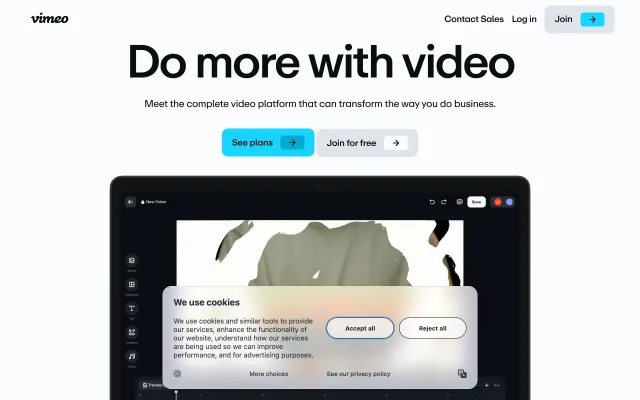 vimeo
Contact Sales
Log in
Join
Do more with video
Meet the complete video platform that can transform the way you do business.
See plans
Join for free
New Video
Save
We use cookies
We use cookies and similar tools to provide
our services, enhance the functionality of
our website, understand how our services
are being used so we can improve
performance, and for advertising purposes.
Accept all
Reject all
More choices
See our privacy policy